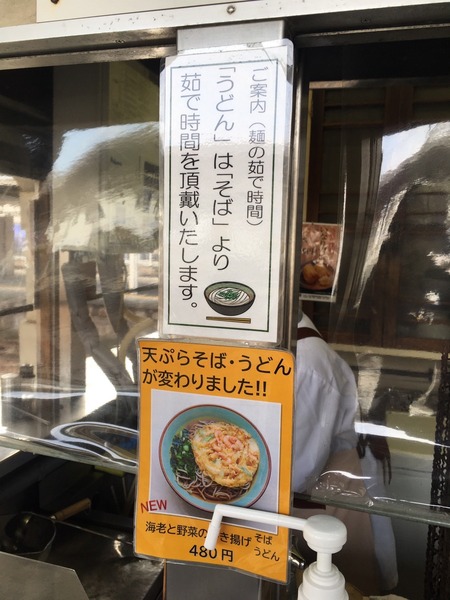 ご案内（麺の茹で時間）
「うどん」は「そば」より
茹で時間を頂戴いたします。
天ぷらそば・うどん
が変わりました!!
NEW
海老と野菜の き揚げ そば
うどん
480円